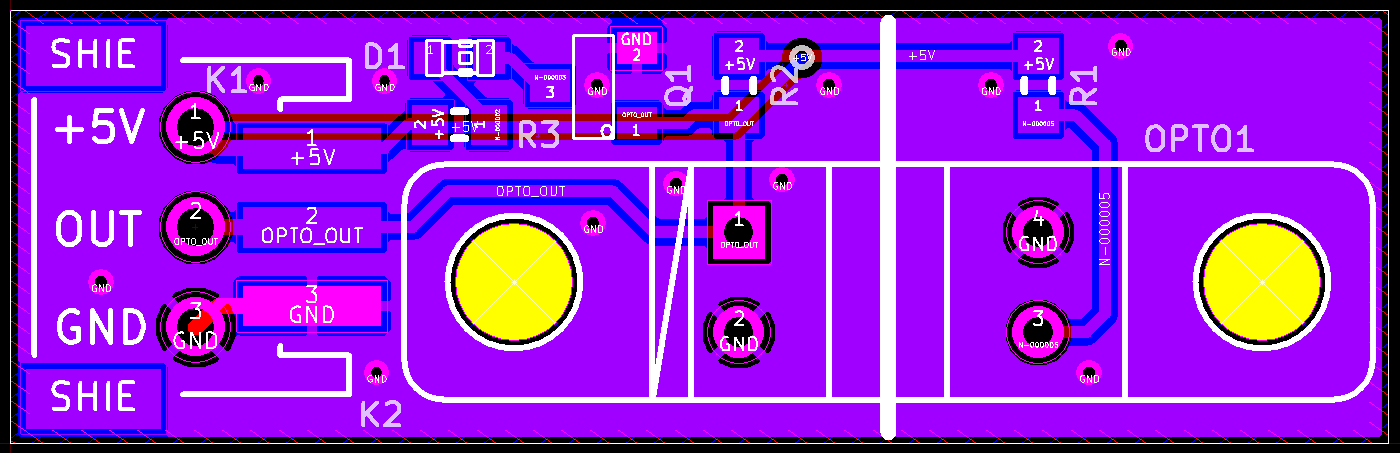 SHIE
K1
D1
1
2
GND
2
Q1
2
+5V
R2
+5V
+5V
2
+5V
R1
GND
GND
GND
N-000005
3
GND
GND
GND
GND
+5V
1
+5V
1
+5V
2
+5V
+5V
1
N-000002
R3
OPTO_OUT
1
1
OPTO_OUT
1
N-000005
OPTO1
OUT
2
OPTO_OUT
2
OPTO_OUT
OPTO_OUT
GND
GND
GND
1
OPTO_OUT
4
GND
N-000005
GND
GND
3
GND
3
GND
2
GND
3
N-000005
SHIE
K2
GND
GND